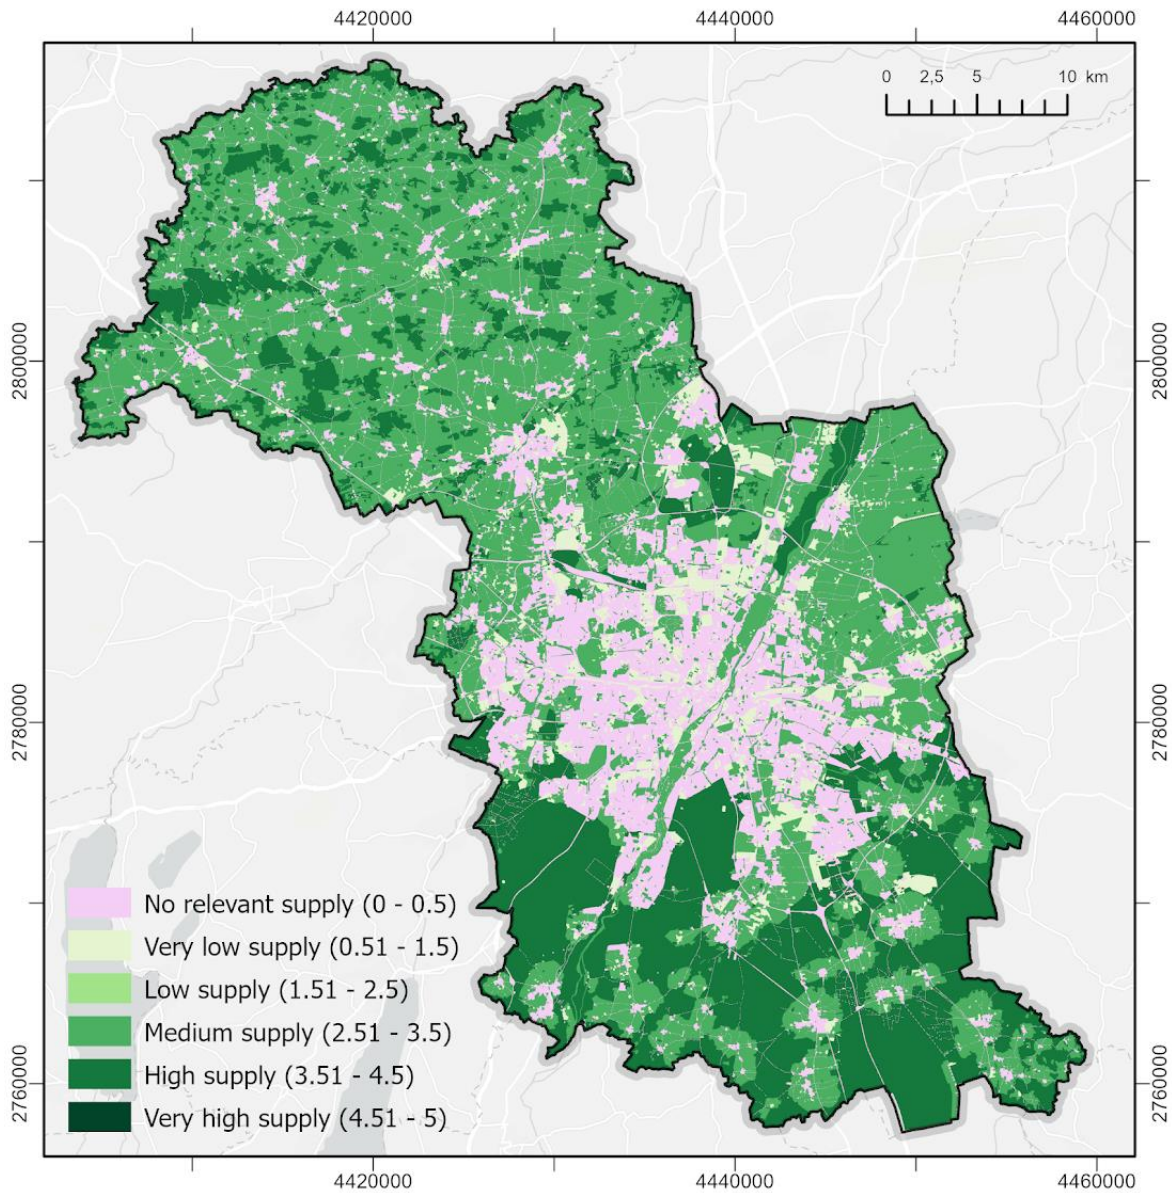 4420000 4440000 4460000
0 2,5 5 10 km
2800000 2800000
2780000 2780000
No relevant supply (0 - 0.5)
Very low supply (0.51 - 1.5)
Low supply (1.51 - 2.5)
Medium supply (2.51 - 3.5)
High supply (3.51 - 4.5)
Very high supply (4.51 - 5)
2760000 2760000
4420000 4440000 4460000